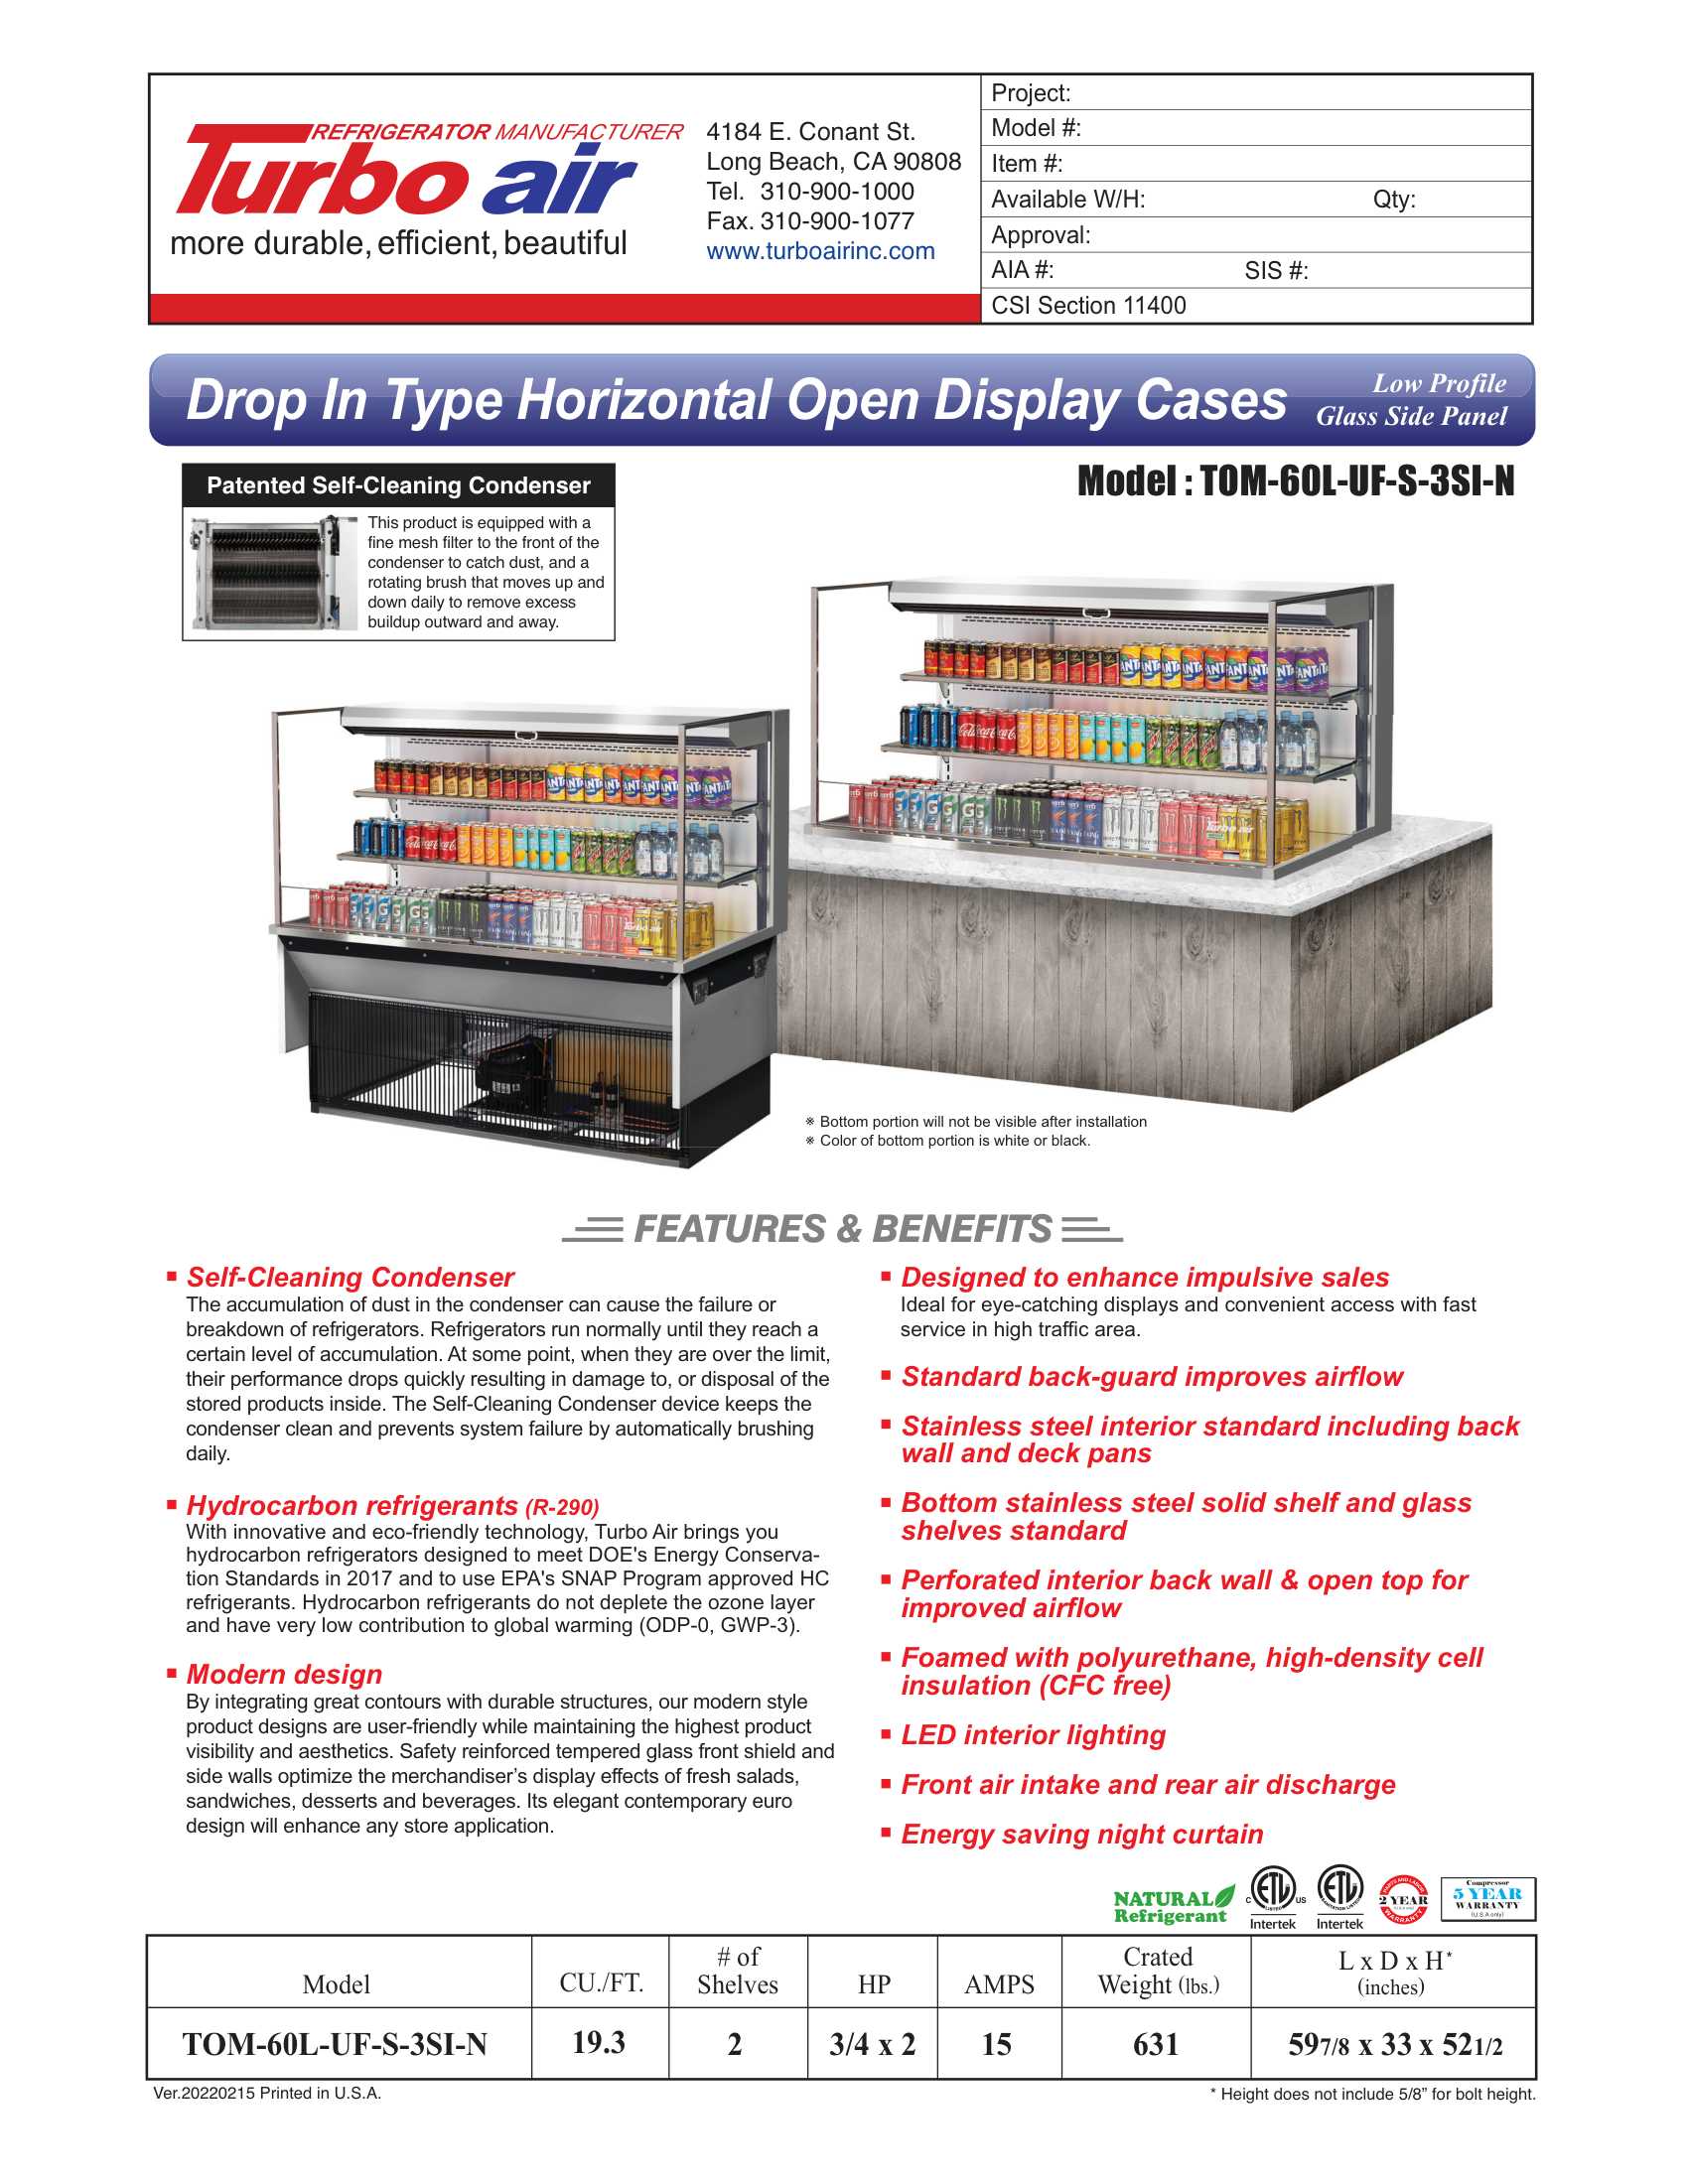 REFRIGERATOR MANUFACTURER
Turbo air
more durable, efficient, beautiful
4184 E. Conant St.
Long Beach, CA 90808
Tel. 310-900-1000
Fax. 310-900-1077
www.turboairinc.com
Project:
Model #:
Item #:
Available W/H: Qty:
Approval:
AIA #: SIS #:
CSI Section 11400
Drop In Type Horizontal Open Display Cases
Low Profile
Glass Side Panel
Patented Self-Cleaning Condenser
This product is equipped with a
fine mesh filter to the front of the
condenser to catch dust, and a
rotating brush that moves up and
down daily to remove excess
buildup outward and away.
Model : TOM-60L-UF-S-3SI-N
※ Bottom portion will not be visible after installation
※ Color of bottom portion is white or black.
FEATURES & BENEFITS
▪ Self-Cleaning Condenser
The accumulation of dust in the condenser can cause the failure or
breakdown of refrigerators. Refrigerators run normally until they reach a
certain level of accumulation. At some point, when they are over the limit,
their performance drops quickly resulting in damage to, or disposal of the
stored products inside. The Self-Cleaning Condenser device keeps the
condenser clean and prevents system failure by automatically brushing
daily.
▪ Hydrocarbon refrigerants (R-290)
With innovative and eco-friendly technology, Turbo Air brings you
hydrocarbon refrigerators designed to meet DOE's Energy Conserva-
tion Standards in 2017 and to use EPA's SNAP Program approved HC
refrigerants. Hydrocarbon refrigerants do not deplete the ozone layer
and have very low contribution to global warming (ODP-0, GWP-3).
▪ Modern design
By integrating great contours with durable structures, our modern style
product designs are user-friendly while maintaining the highest product
visibility and aesthetics. Safety reinforced tempered glass front shield and
side walls optimize the merchandiser's display effects of fresh salads,
sandwiches, desserts and beverages. Its elegant contemporary euro
design will enhance any store application.
▪ Designed to enhance impulsive sales
Ideal for eye-catching displays and convenient access with fast
service in high traffic area.
▪ Standard back-guard improves airflow
▪ Stainless steel interior standard including back
wall and deck pans
▪ Bottom stainless steel solid shelf and glass
shelves standard
▪ Perforated interior back wall & open top for
improved airflow
▪ Foamed with polyurethane, high-density cell
insulation (CFC free)
▪ LED interior lighting
▪ Front air intake and rear air discharge
▪ Energy saving night curtain
NATURAL
Refrigerant
C ETL US
LISTED
Intertek
ETL
SANITATION LISTED
Intertek
PARTS AND LABOR
2 YEAR
(U.S.A only)
WARRANTY
Compressor
5 YEAR
WARRANTY
(U.S.A only)
Model CU./FT. # of Shelves HP AMPS Crated Weight (lbs.) L x D x H* (inches)
TOM-60L-UF-S-3SI-N 19.3 2 3/4 x 2 15 631 59 7/8 x 33 x 52 1/2
Ver.20220215 Printed in U.S.A.
* Height does not include 5/8” for bolt height.